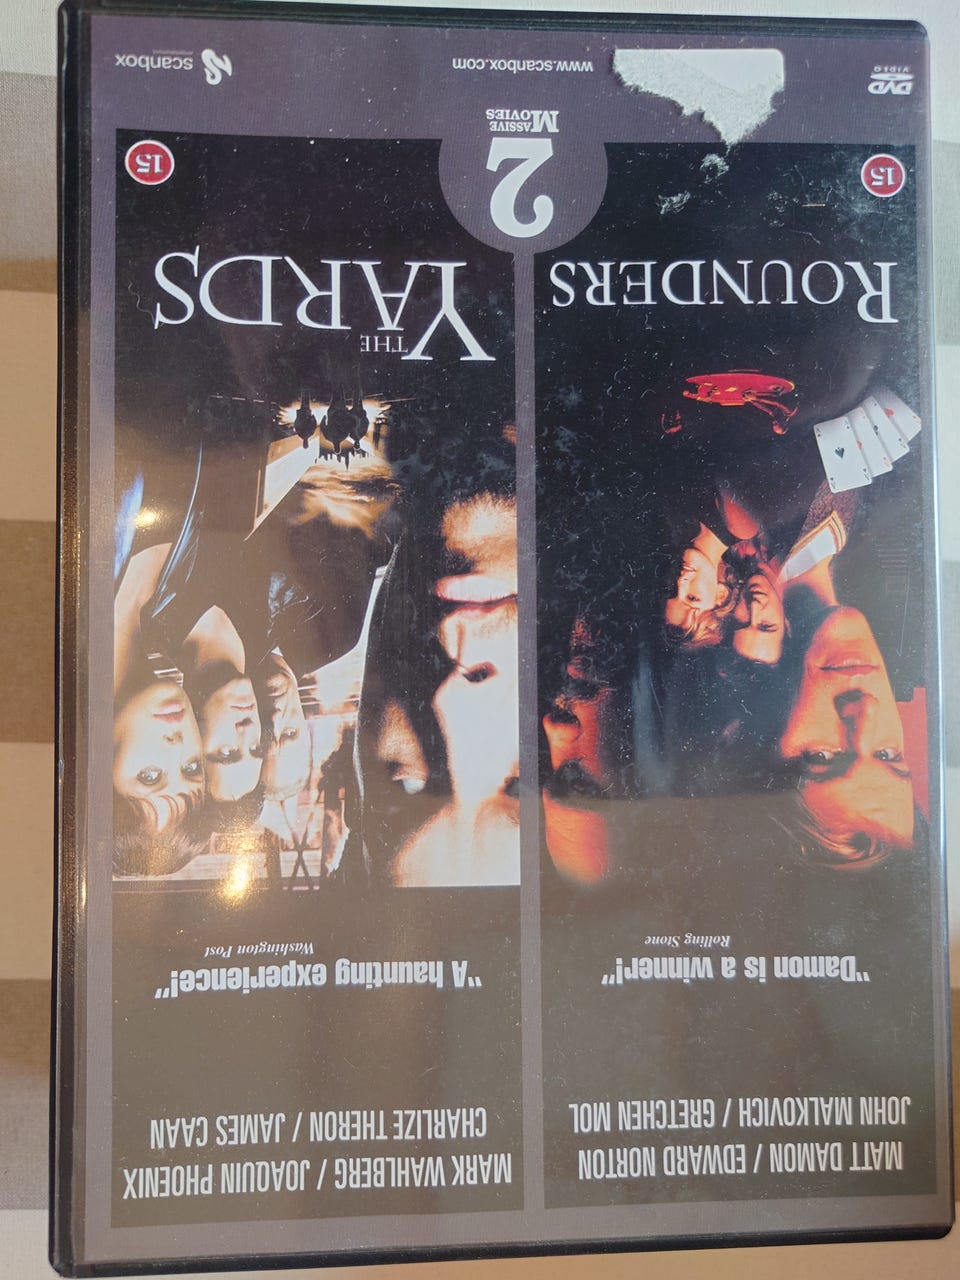 MATT DAMON / EDWARD NORTON
JOHN MALKOVICH / GRETCHEN MOL
"Damon is a winner!"
Rolling Stone
ROUNDERS
15
MARK WAHLBERG / JOAQUIN PHOENIX
CHARLIZE THERON / JAMES CAAN
"A haunting experience!"
Washington Post
THE
YARDS
15
2
MASSIVE
MOVIES
DVD
VIDEO
www.scanbox.com
scanbox